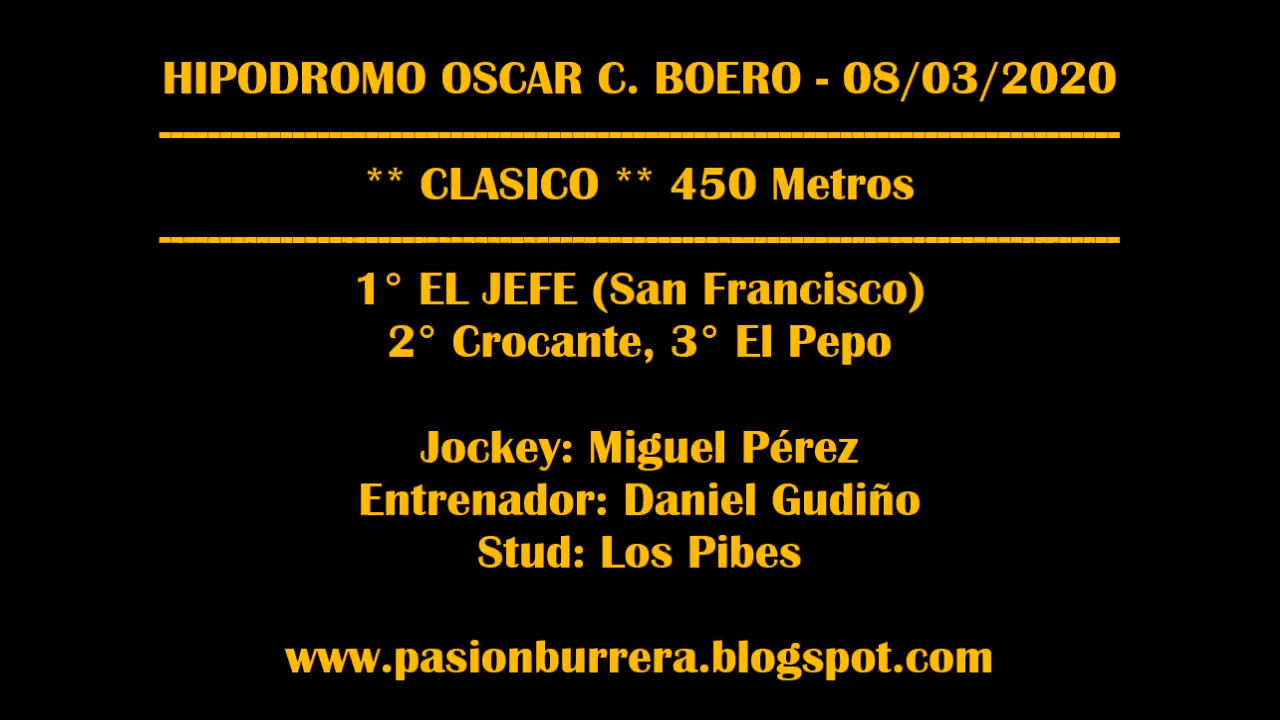 HIPODROMO OSCAR C. BOERO - 08/03/2020
** CLASICO ** 450 Metros
1° EL JEFE (San Francisco)
2° Crocante, 3° El Pepo
Jockey: Miguel Pérez
Entrenador: Daniel Gudiño
Stud: Los Pibes
www.pasionburrera.blogspot.com